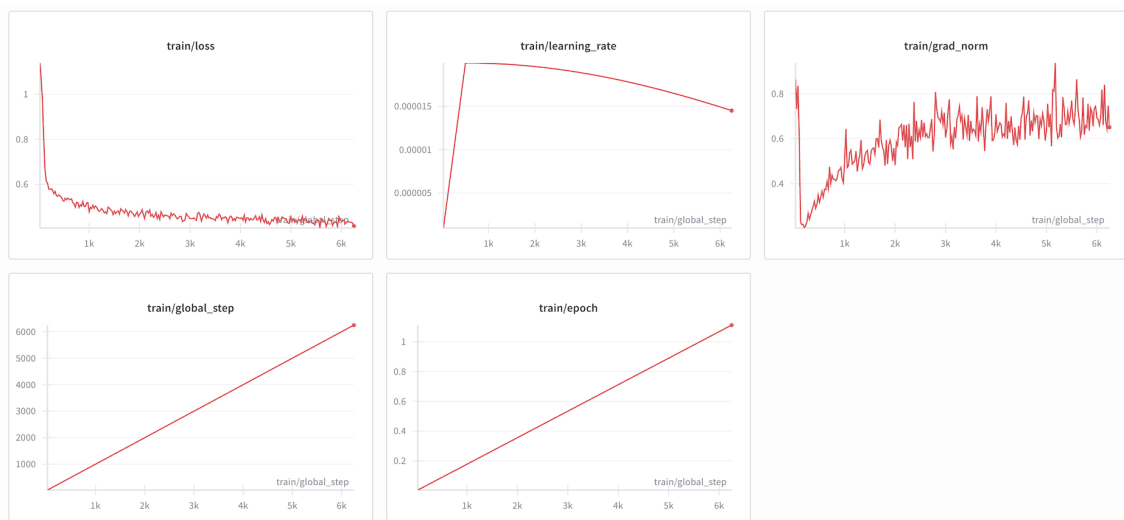 train/loss
1
0.8
0.6
train/global_step
1k
2k
3k
4k
5k
6k
train/learning_rate
0.000015
0.00001
0.000005
train/global_step
1k
2k
3k
4k
5k
6k
train/grad_norm
0.8
0.6
0.4
train/global_step
1k
2k
3k
4k
5k
6k
train/global_step
6000
5000
4000
3000
2000
1000
train/global_step
1k
2k
3k
4k
5k
6k
train/epoch
1
0.8
0.6
0.4
0.2
train/global_step
1k
2k
3k
4k
5k
6k